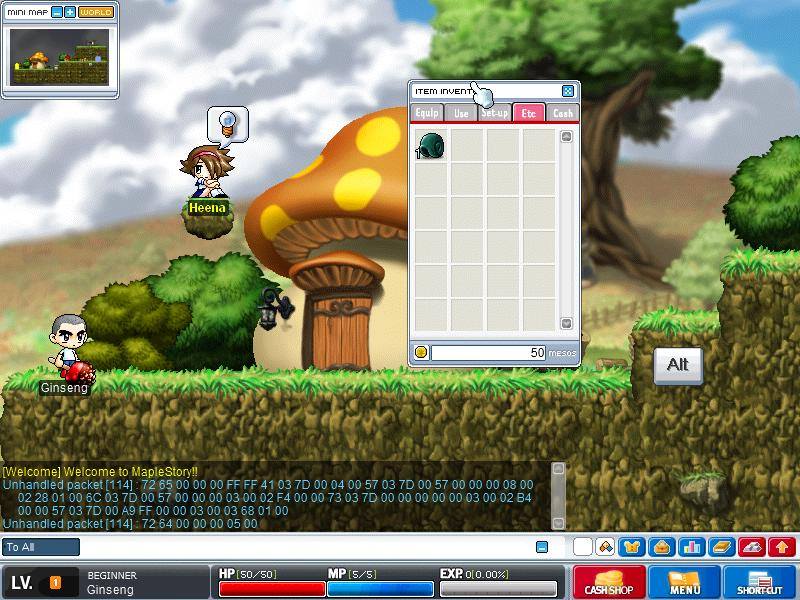 MINI MAP WORLD
ITEM INVENT
Equip Use Set-up Etc Cash
Heena
50 MESOS
Alt
Ginseng
[Welcome] Welcome to MapleStory!!
Unhandled packet [114] : 72 65 00 00 00 FF FF 41 03 7D 00 04 00 57 03 7D 00 57 00 00 00 08 00
02 28 01 00 6C 03 7D 00 57 00 00 00 03 00 02 F4 00 00 73 03 7D 00 00 00 00 00 03 00 02 B4
00 00 57 03 7D 00 A9 FF 00 00 03 00 03 68 01 00
Unhandled packet [114] : 72 64 00 00 00 05 00
To All
LV. 1 BEGINNER
Ginseng
HP [50/50] MP [5/5] EXP. 0[0.00%]
CASH SHOP MENU SHORT CUT